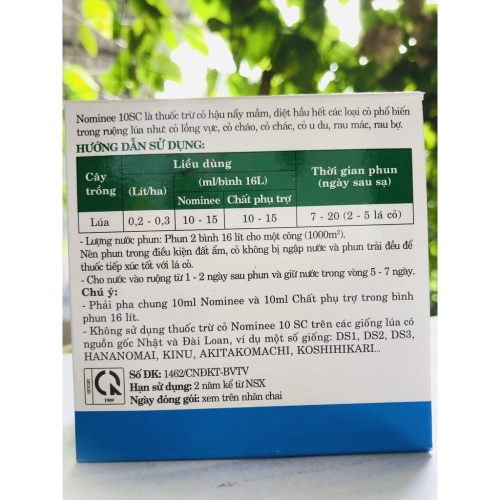 Nominee 10SC là thuốc trừ cỏ hậu nẩy mầm, diệt hầu hết các loại cỏ phổ biến
trong ruộng lúa như: cỏ lồng vực, cỏ cháo, cỏ chác, cỏ u du, rau mác, rau bợ.
HƯỚNG DẪN SỬ DỤNG:
Cây trồng
Liều dùng
Thời gian phun (ngày sau sạ)
(Lít/ha)
(ml/bình 16L)
Nominee Chất phụ trợ
Lúa 0,2 - 0,3 10 - 15 10 - 15 7 - 20 (2 - 5 lá cỏ)
- Lượng nước phun: Phun 2 bình 16 lít cho một công (1000m²).
Nên phun trong điều kiện đất ẩm, cỏ không bị ngập nước và phun trải đều để
thuốc tiếp xúc tốt với lá cỏ.
- Cho nước vào ruộng từ 1 - 2 ngày sau phun và giữ nước trong vòng 5 - 7 ngày.
Chú ý:
- Phải pha chung 10ml Nominee và 10ml Chất phụ trợ trong bình
phun 16 lít.
- Không sử dụng thuốc trừ cỏ Nominee 10 SC trên các giống lúa có
nguồn gốc Nhật và Đài Loan, ví dụ một số giống: DS1, DS2, DS3,
HANANOMAI, KINU, AKITAKOMACHI, KOSHIHIKARI...
Số ĐK: 1462/CNĐKT-BVTV
Hạn sử dụng: 2 năm kể từ NSX
Ngày đóng gói: xem trên nhãn chai